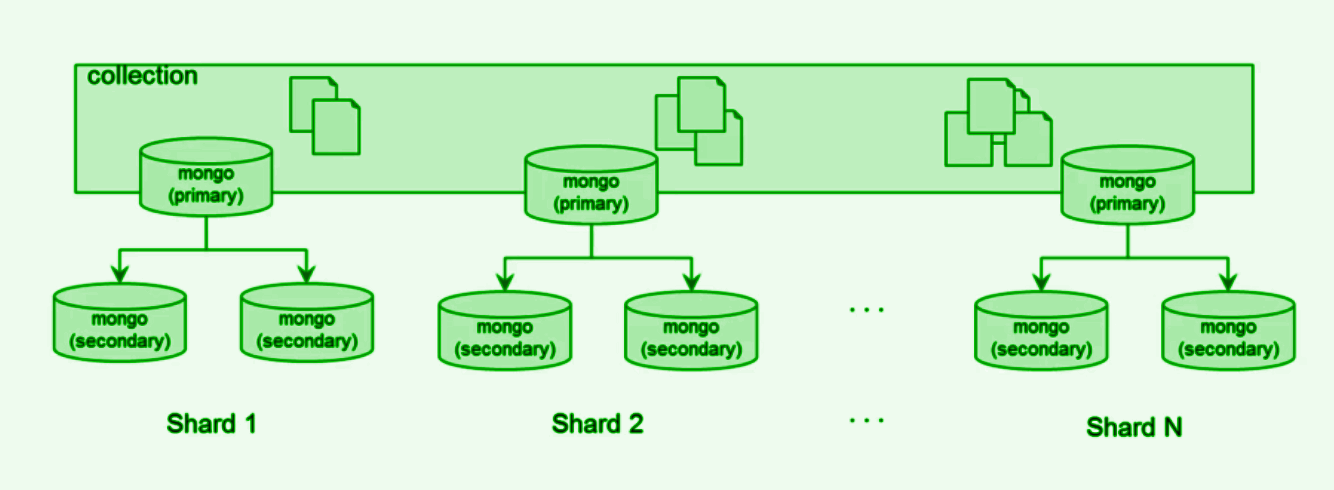 collection
mongo
(primary)
mongo
(primary)
mongo
(primary)
mongo
(secondary)
mongo
(secondary)
mongo
(secondary)
mongo
(secondary)
...
mongo
(secondary)
mongo
(secondary)
Shard 1
Shard 2
...
Shard N